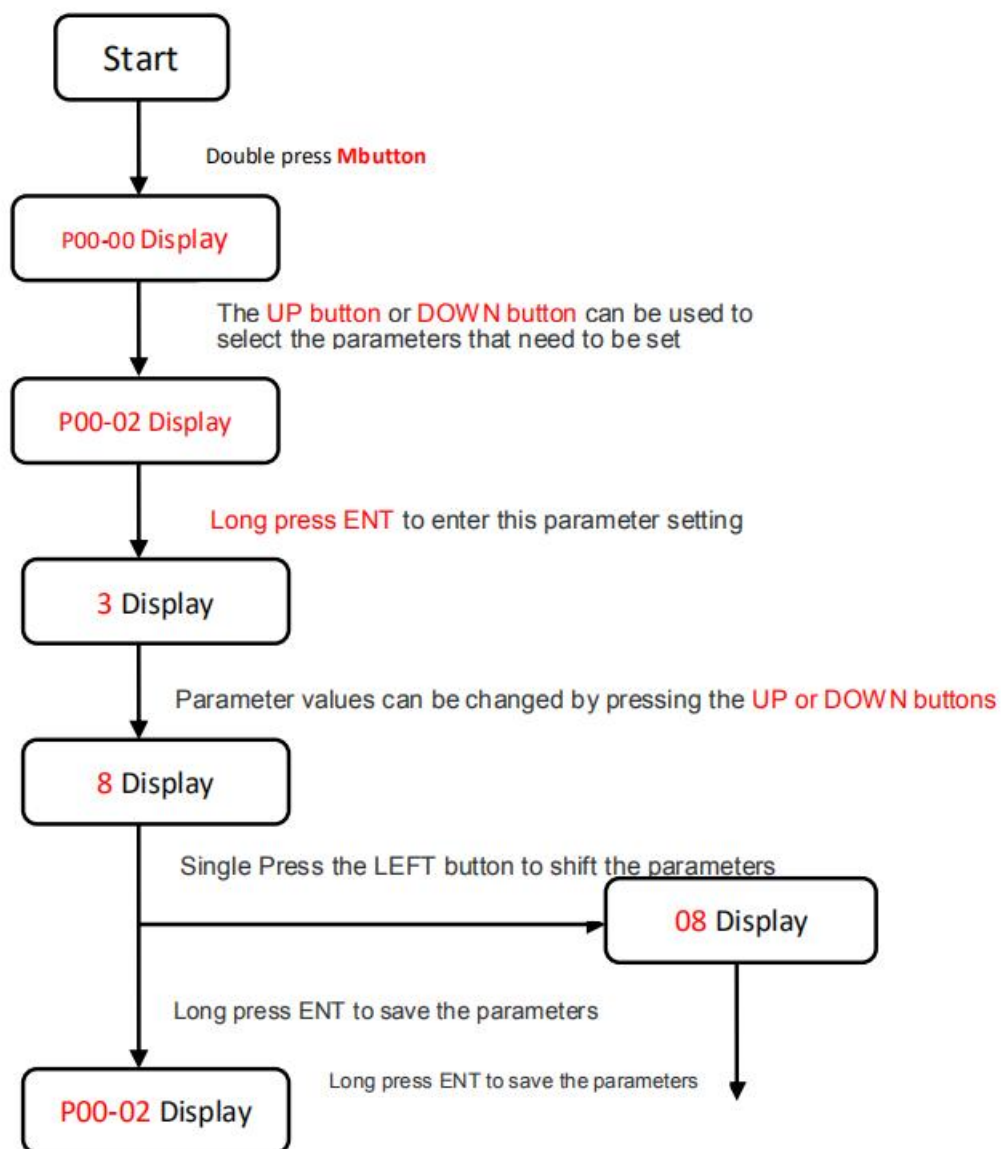 Start
Double press Mbutton
P00-00 Display
The UP button or DOWN button can be used to
select the parameters that need to be set
P00-02 Display
Long press ENT to enter this parameter setting
3 Display
Parameter values can be changed by pressing the UP or DOWN buttons
8 Display
Single Press the LEFT button to shift the parameters
08 Display
Long press ENT to save the parameters
Long press ENT to save the parameters
P00-02 Display